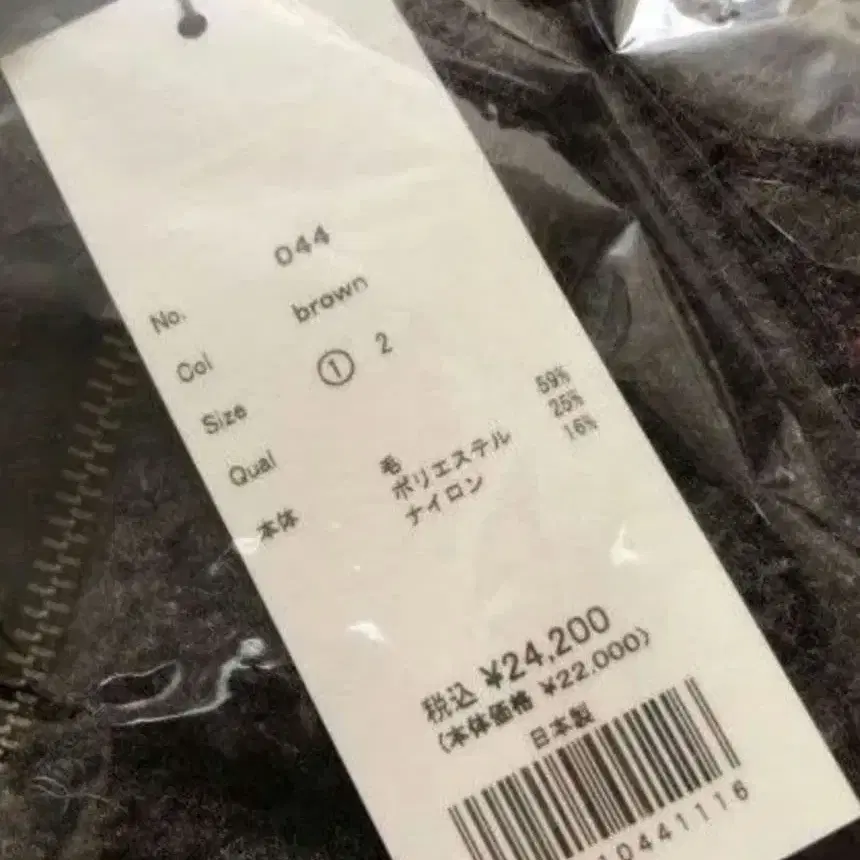 No. 044
Col brown
Size ① 2
Qual
本体 毛 59%
ポリエステル 25%
ナイロン 16%
税込 ¥24,200
(本体価格 ¥22,000)
日本製
10441116